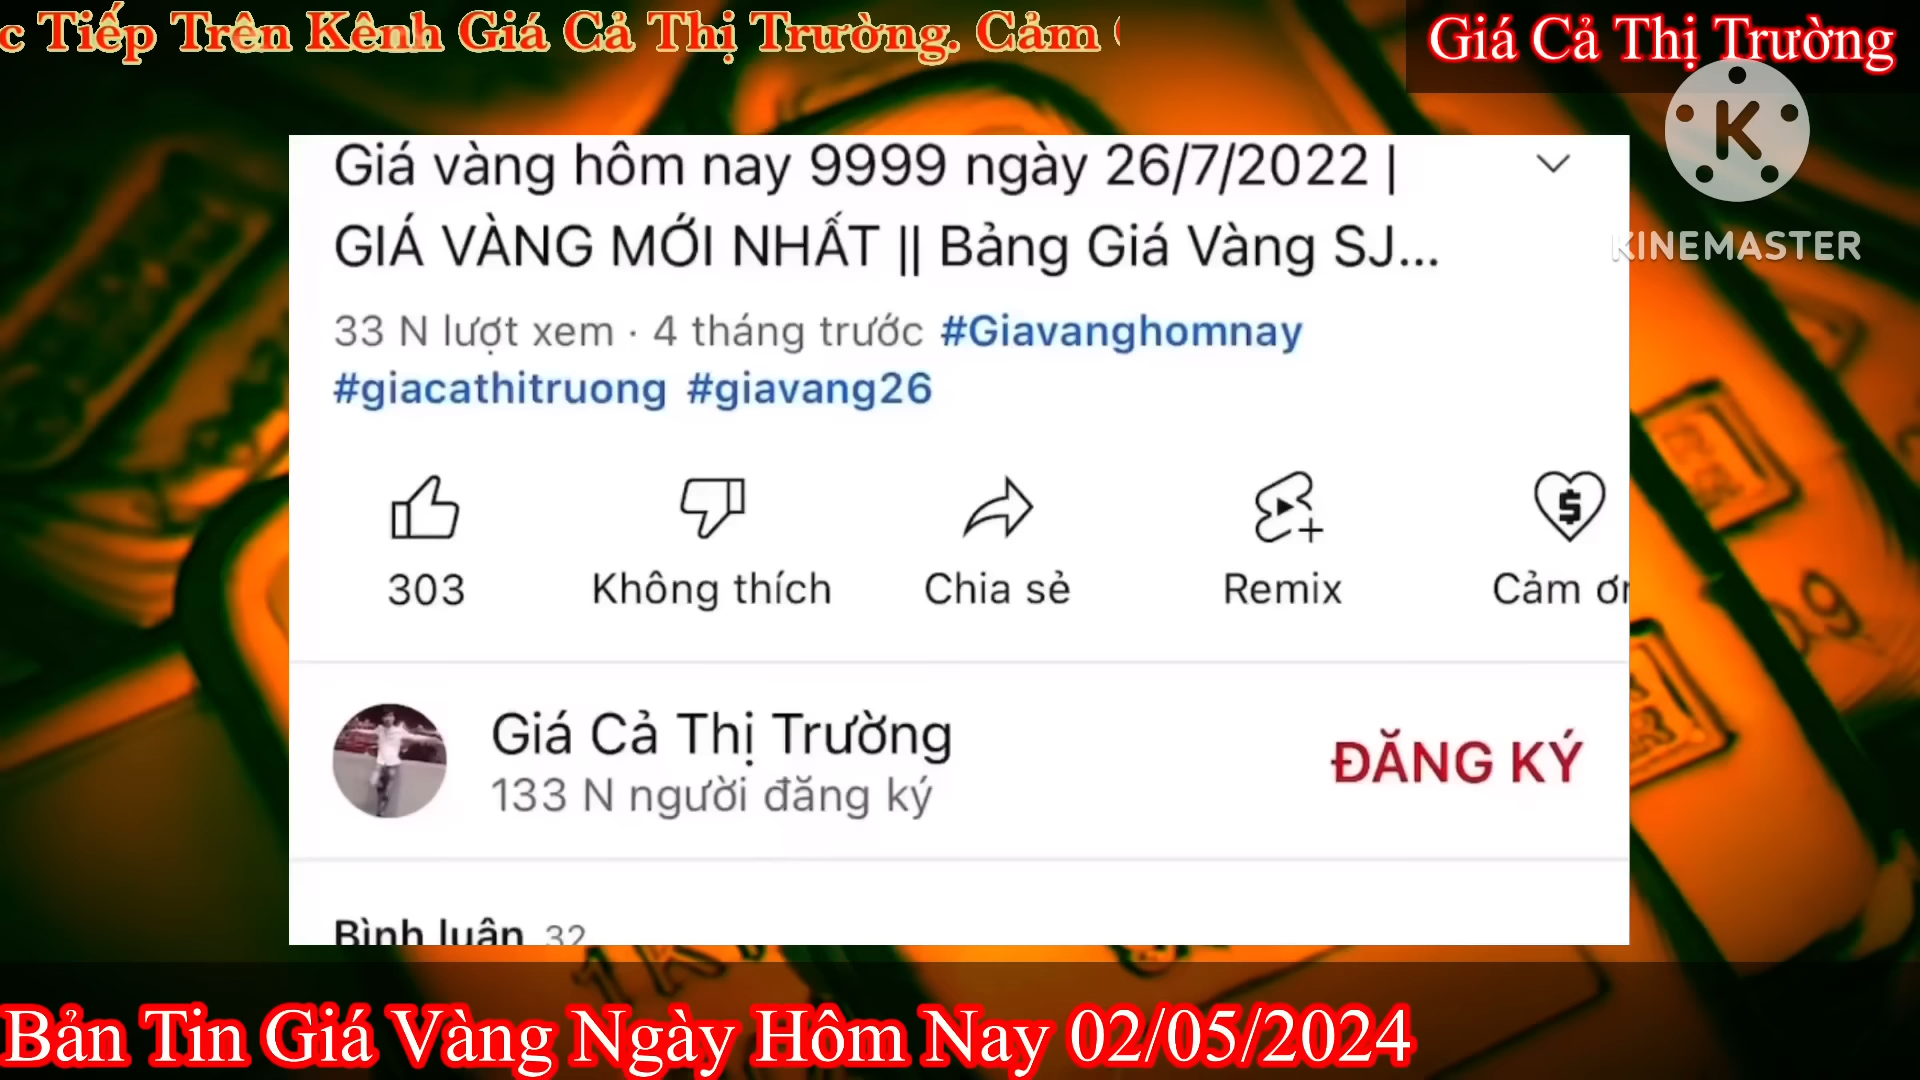 c Tiếp Trên Kênh Giá Cả Thị Trường. Cảm
Giá Cả Thị Trường
K
KINEMASTER
Giá vàng hôm nay 9999 ngày 26/7/2022 |
GIÁ VÀNG MỚI NHẤT || Bảng Giá Vàng SJ...
33 N lượt xem · 4 tháng trước #Giavanghomnay
#giacathitruong #giavang26
303
Không thích
Chia sẻ
Remix
Cảm ơn
Giá Cả Thị Trường
133 N người đăng ký
ĐĂNG KÝ
Bình luận 32
Bản Tin Giá Vàng Ngày Hôm Nay 02/05/2024